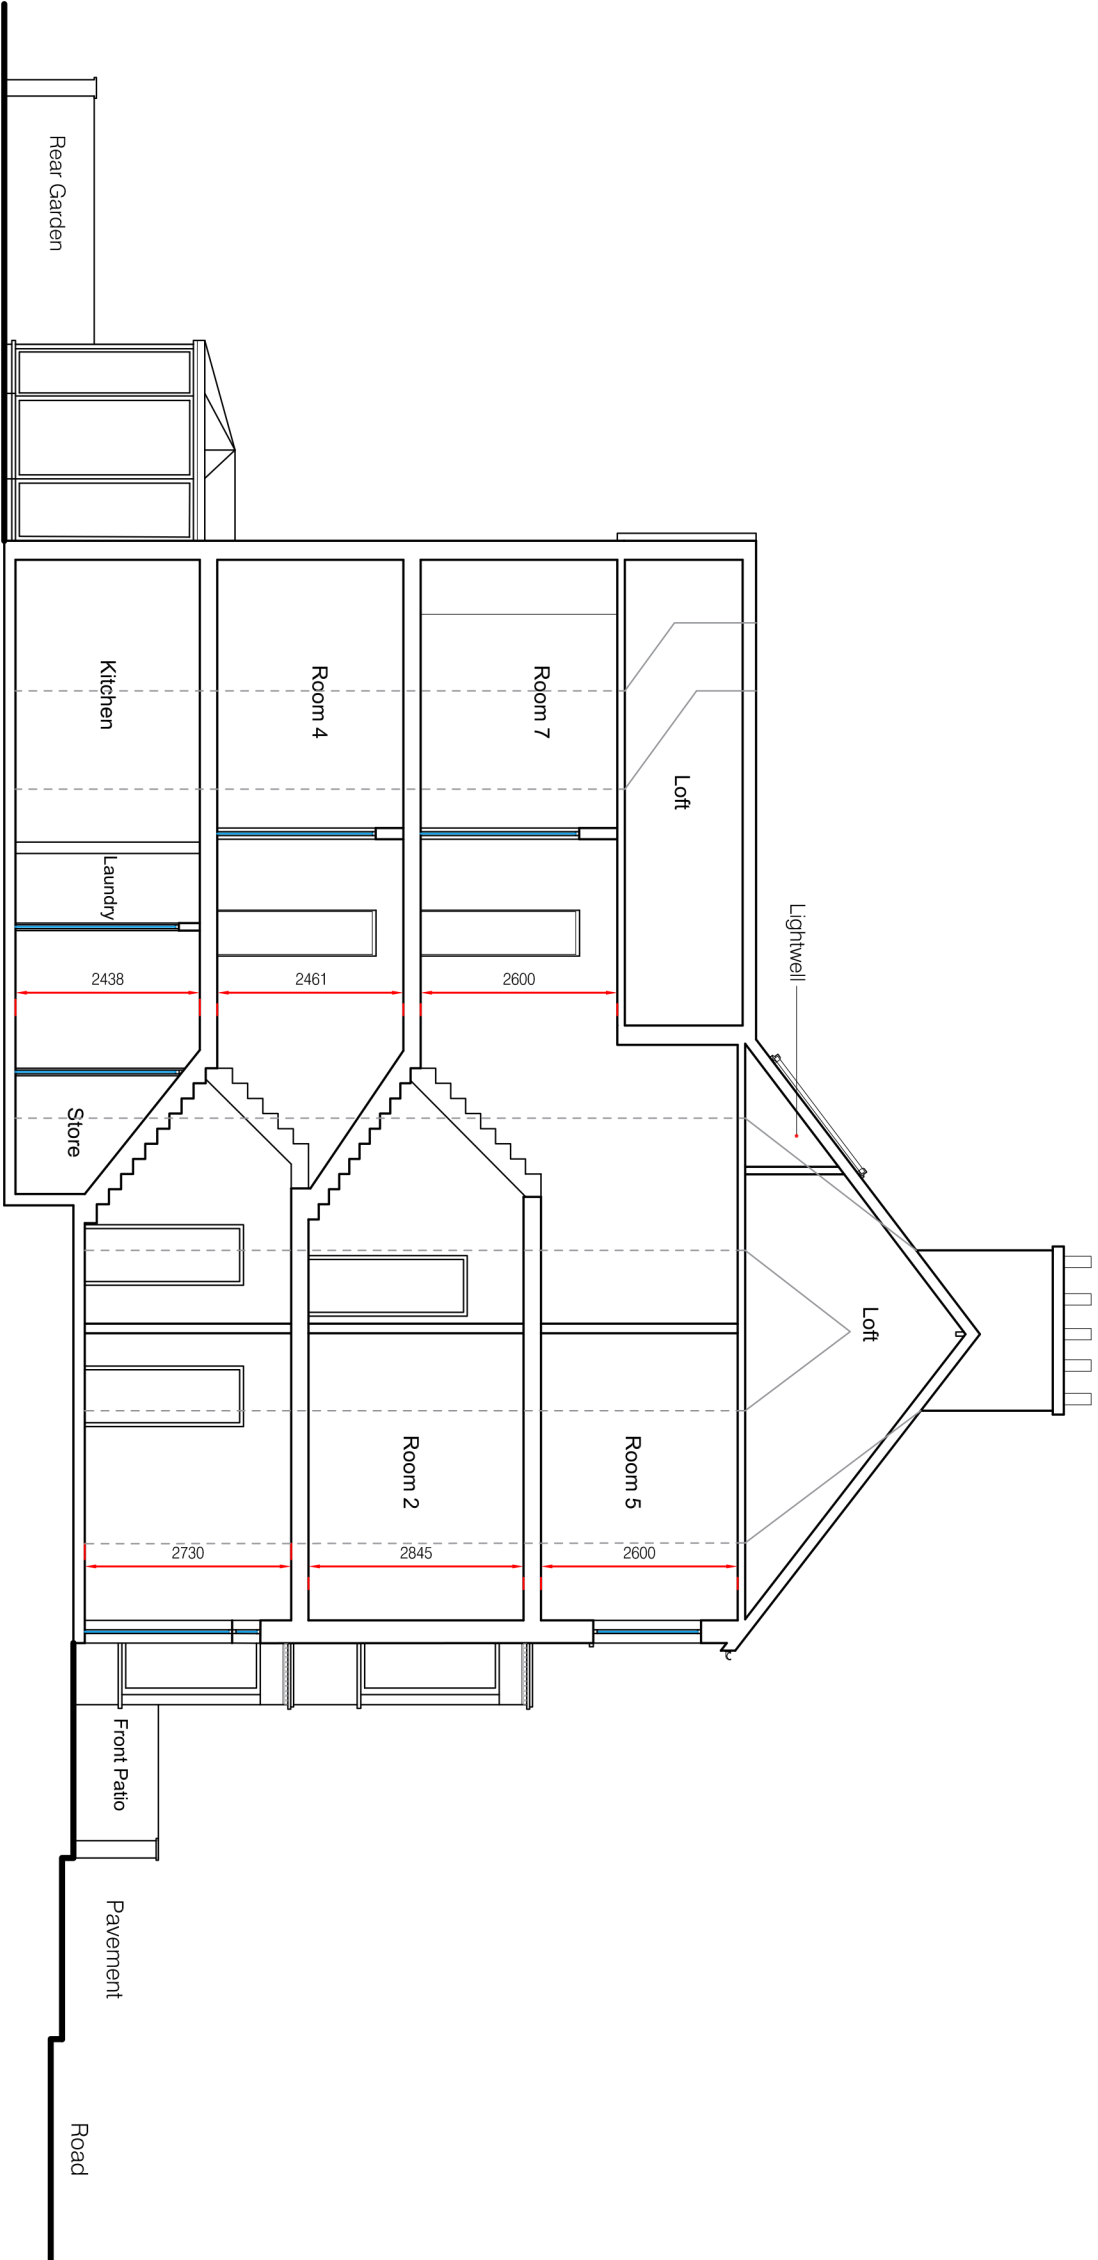 Lightwell
Loft
Loft
Room 7
2600
Room 5
2600
Room 4
2461
Room 2
2845
Kitchen
Laundry
2438
Store
2730
Rear Garden
Front Patio
Pavement
Road